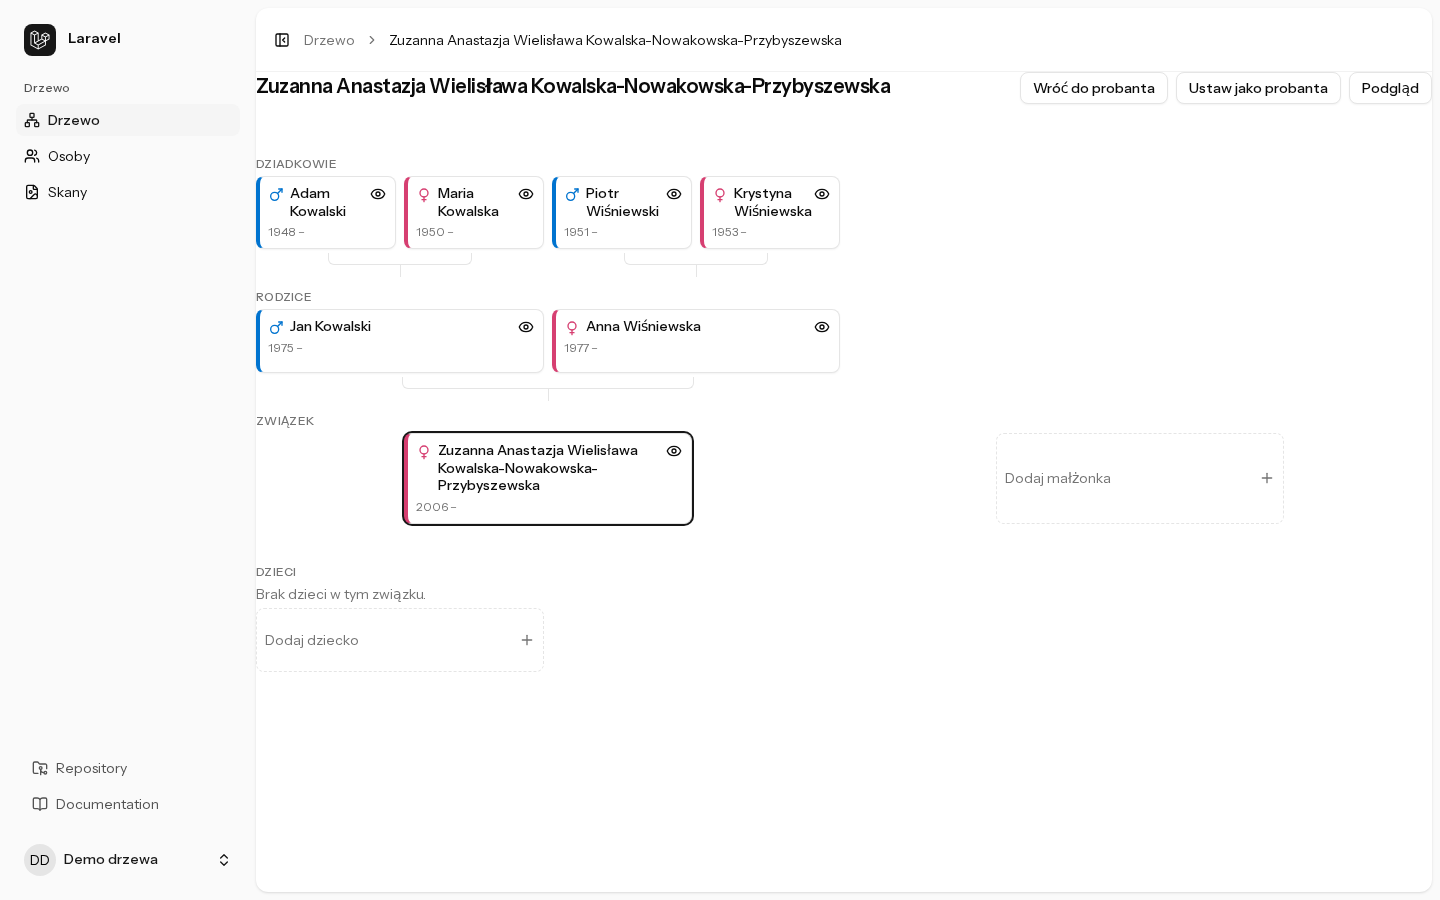 Laravel
Drzewo
Drzewo
Osoby
Skany
Repository
Documentation
DD
Demo drzewa
Drzewo
Zuzanna Anastazja Wielisława Kowalska-Nowakowska-Przybyszewska
Zuzanna Anastazja Wielisława Kowalska-Nowakowska-Przybyszewska
Wróć do probanta
Ustaw jako probanta
Podgląd
DZIADKOWIE
Adam
Kowalski
1948 –
Maria
Kowalska
1950 –
Piotr
Wiśniewski
1951 –
Krystyna
Wiśniewska
1953 –
RODZICE
Jan Kowalski
1975 –
Anna Wiśniewska
1977 –
ZWIĄZEK
Zuzanna Anastazja Wielisława
Kowalska-Nowakowska-
Przybyszewska
2006 –
Dodaj małżonka
DZIECI
Brak dzieci w tym związku.
Dodaj dziecko